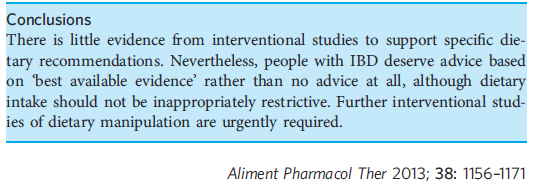 Conclusions
There is little evidence from interventional studies to support specific die-
tary recommendations. Nevertheless, people with IBD deserve advice based
on ‘best available evidence’ rather than no advice at all, although dietary
intake should not be inappropriately restrictive. Further interventional stud-
ies of dietary manipulation are urgently required.
Aliment Pharmacol Ther 2013; 38: 1156–1171